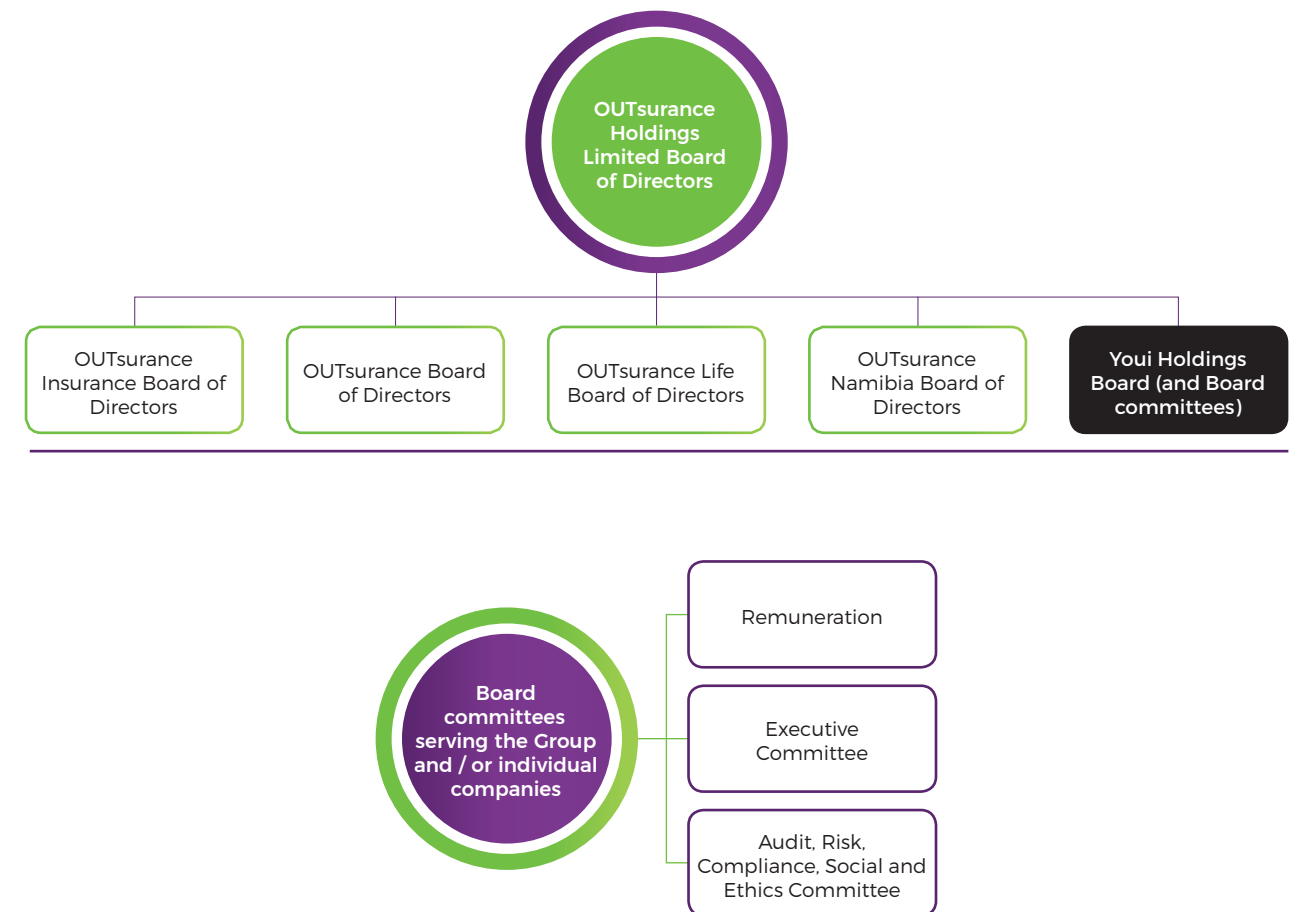 OUTsurance
Holdings
Limited Board
of Directors
OUTsurance
Insurance Board of
Directors
OUTsurance Board
of Directors
OUTsurance Life
Board of Directors
OUTsurance
Namibia Board of
Directors
Youi Holdings
Board (and Board
committees)
Board
committees
serving the Group
and / or individual
companies
Remuneration
Executive
Committee
Audit, Risk,
Compliance, Social and
Ethics Committee